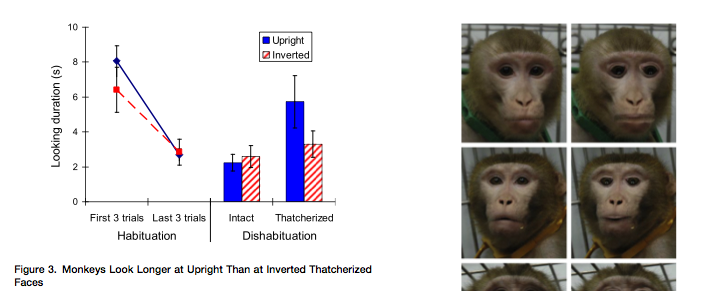 10
8
6
4
2
0
Looking duration (s)
Upright
Inverted
First 3 trials Last 3 trials Intact Thatcherized
Habituation Dishabituation
Figure 3. Monkeys Look Longer at Upright Than at Inverted Thatcherized
Faces